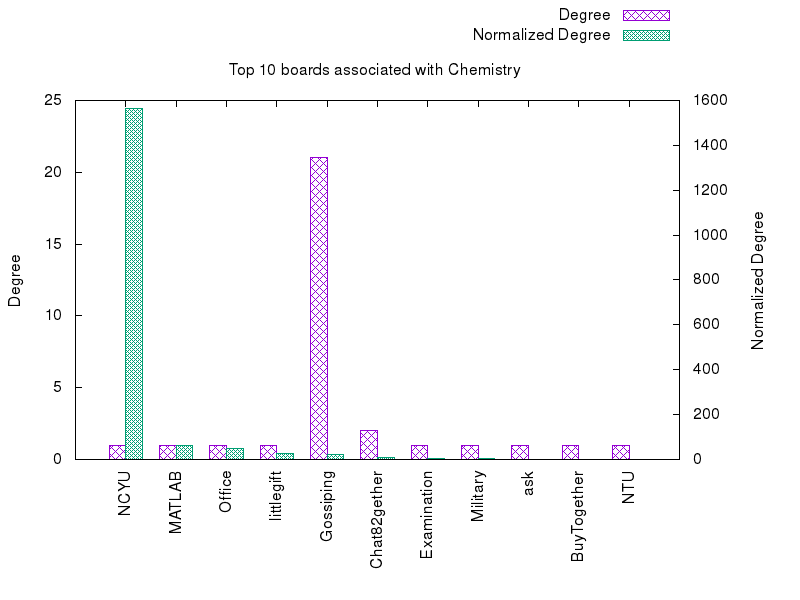 Degree
Normalized Degree
Top 10 boards associated with Chemistry
25
20
15
10
5
0
Degree
1600
1400
1200
1000
800
600
400
200
0
Normalized Degree
NCYU
MATLAB
Office
littlegift
Gossiping
Chat82gether
Examination
Military
ask
BuyTogether
NTU